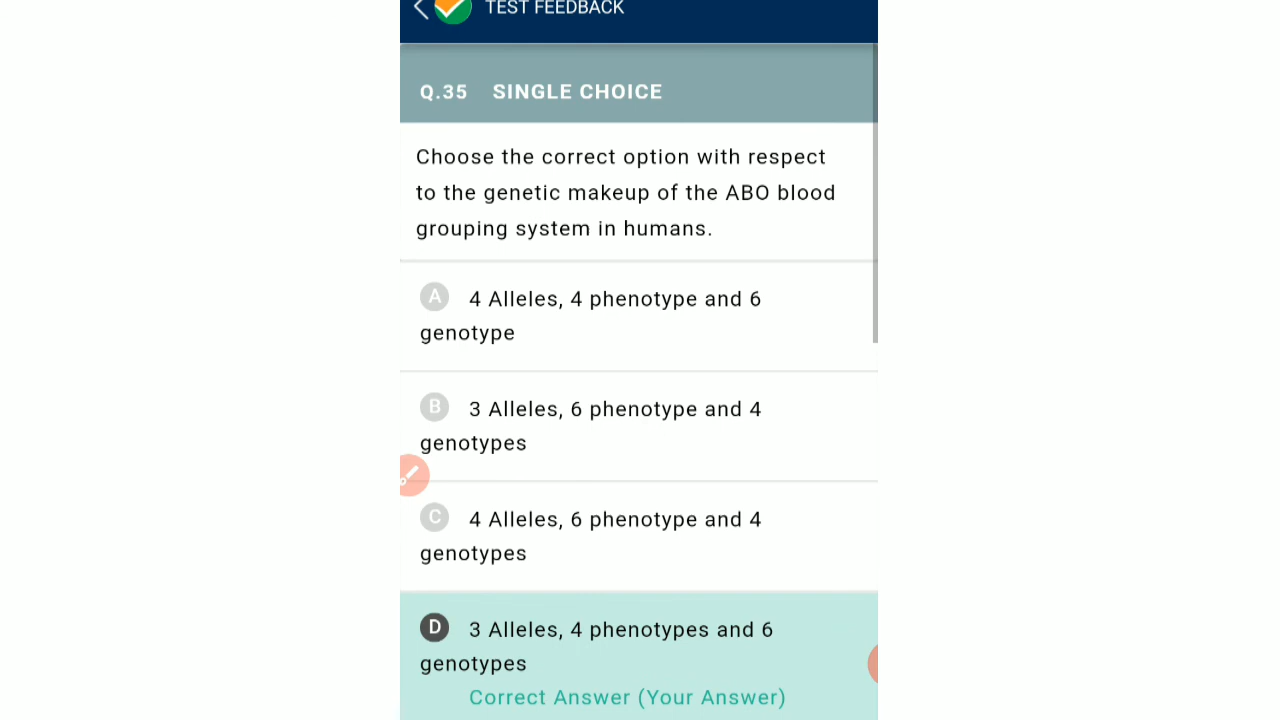 TEST FEEDBACK
Q.35 SINGLE CHOICE
Choose the correct option with respect
to the genetic makeup of the ABO blood
grouping system in humans.
A 4 Alleles, 4 phenotype and 6
genotype
B 3 Alleles, 6 phenotype and 4
genotypes
C 4 Alleles, 6 phenotype and 4
genotypes
D 3 Alleles, 4 phenotypes and 6
genotypes
Correct Answer (Your Answer)